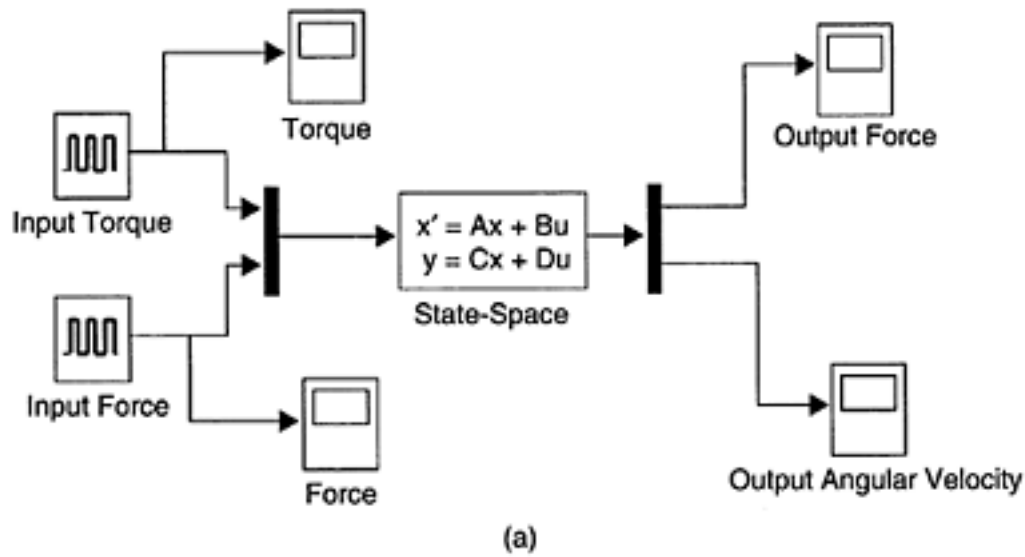 Torque
Output Force
Input Torque
x' = Ax + Bu
y = Cx + Du
State-Space
Input Force
Force
Output Angular Velocity
(a)